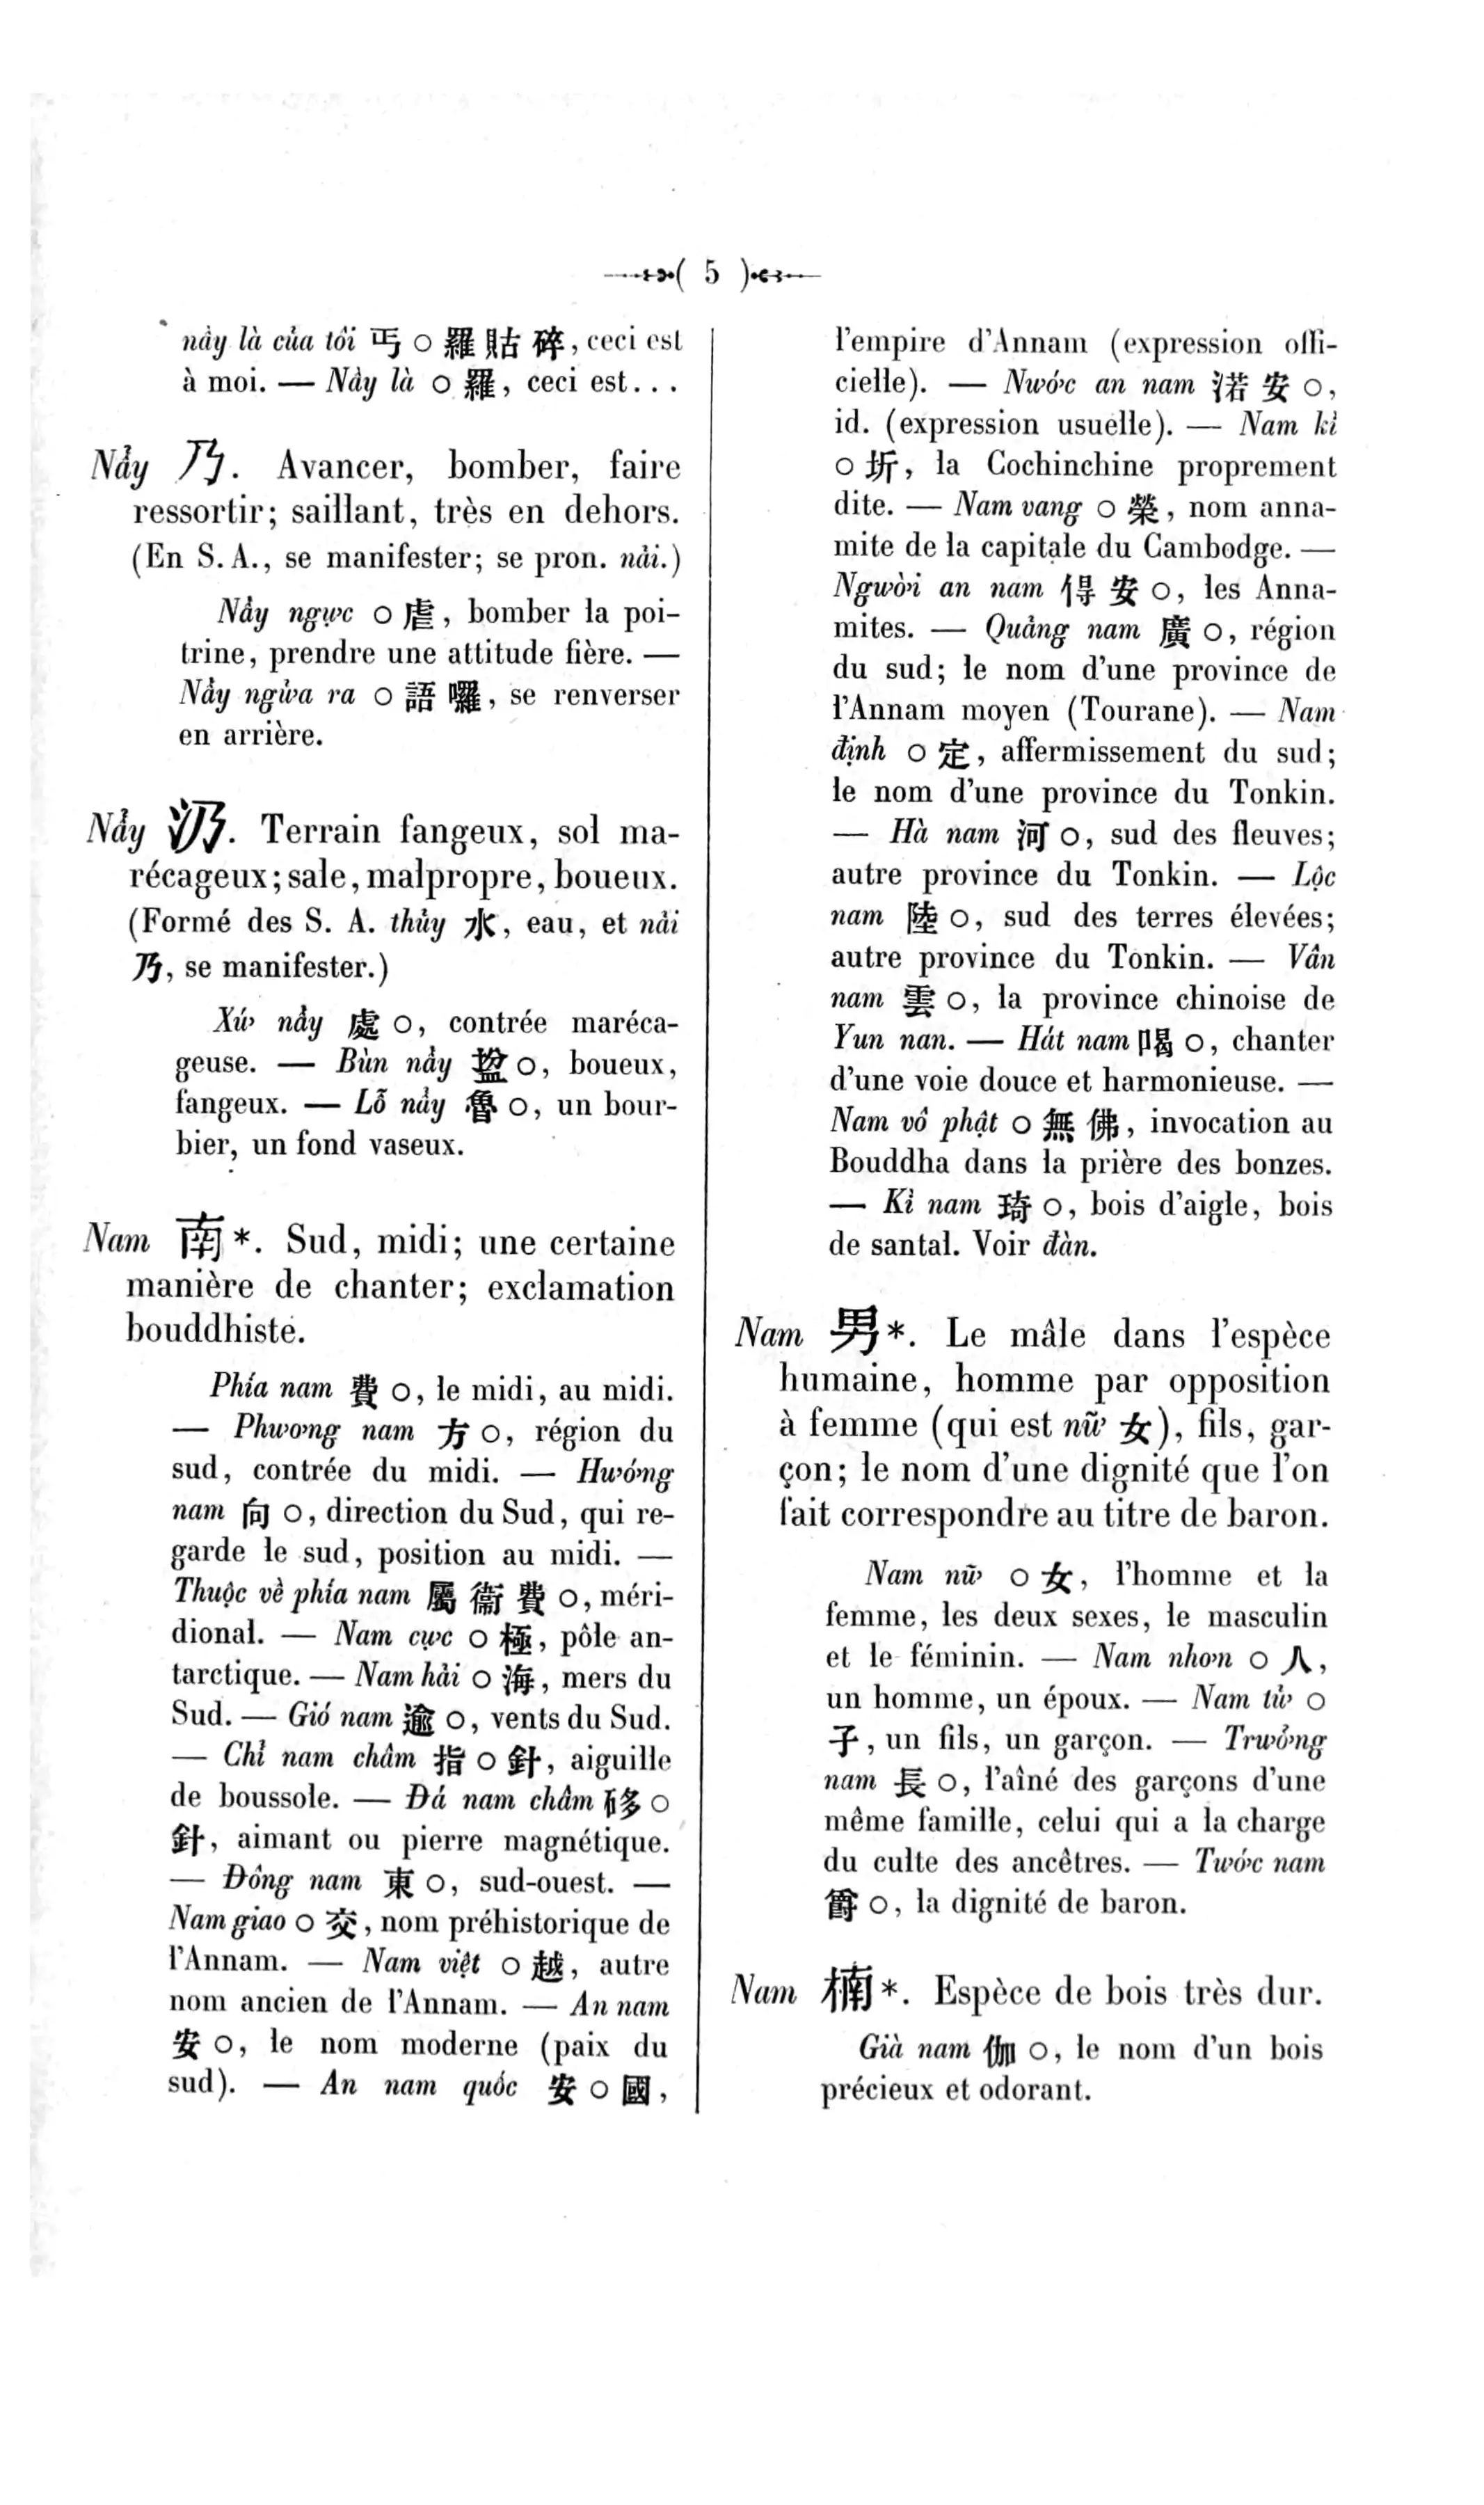 ( 5 )
nầy là của tôi 丐 ○ 羅 貼 碎, ceci est
à moi. — Nầy là ○ 羅, ceci est...
Nẩy 乃. Avancer, bomber, faire
ressortir; saillant, très en dehors.
(En S. A., se manifester; se pron. nải.)
Nẩy ngực ○ 虐, bomber la poi-
trine, prendre une attitude fière. —
Nẩy ngửa ra ○ 語 囉, se renverser
en arrière.
Nẩy 汅. Terrain fangeux, sol ma-
récageux; sale, malpropre, boueux.
(Formé des S. A. thủy 水, eau, et nải
乃, se manifester.)
Xứ nẩy 處 ○, contrée maréca-
geuse. — Bùn nẩy ○, boueux,
fangeux. — Lỗ nẩy 魯 ○, un bour-
bier, un fond vaseux.
Nam 南*. Sud, midi; une certaine
manière de chanter; exclamation
bouddhiste.
Phía nam 費 ○, le midi, au midi.
— Phương nam 方 ○, région du
sud, contrée du midi. — Hướng
nam 向 ○, direction du Sud, qui re-
garde le sud, position au midi. —
Thuộc về phía nam 屬 衞 費 ○, méri-
dional. — Nam cực ○ 極, pôle an-
tarctique. — Nam hải ○ 海, mers du
Sud. — Gió nam 逾 ○, vents du Sud.
— Chỉ nam châm 指 ○ 針, aiguille
de boussole. — Đá nam châm 𥒥 ○
針, aimant ou pierre magnétique.
— Đông nam 東 ○, sud-ouest. —
Nam giao ○ 交, nom préhistorique de
l'Annam. — Nam việt ○ 越, autre
nom ancien de l'Annam. — An nam
安 ○, le nom moderne (paix du
sud). — An nam quốc 安 ○ 國,
l'empire d'Annam (expression offi-
cielle). — Nước an nam 渃 安 ○,
id. (expression usuelle). — Nam kì
○ 圻, la Cochinchine proprement
dite. — Nam vang ○ 榮, nom anna-
mite de la capitale du Cambodge. —
Người an nam 㝵 安 ○, les Anna-
mites. — Quảng nam 廣 ○, région
du sud; le nom d'une province de
l'Annam moyen (Tourane). — Nam
định ○ 定, affermissement du sud;
le nom d'une province du Tonkin.
— Hà nam 河 ○, sud des fleuves;
autre province du Tonkin. — Lộc
nam 陸 ○, sud des terres élevées;
autre province du Tonkin. — Vân
nam 雲 ○, la province chinoise de
Yun nan. — Hát nam 喝 ○, chanter
d'une voie douce et harmonieuse. —
Nam vô phật ○ 無 佛, invocation au
Bouddha dans la prière des bonzes.
— Kì nam 琦 ○, bois d'aigle, bois
de santal. Voir đàn.
Nam 男*. Le mâle dans l'espèce
humaine, homme par opposition
à femme (qui est nữ 女), fils, gar-
çon; le nom d'une dignité que l'on
fait correspondre au titre de baron.
Nam nữ ○ 女, l'homme et la
femme, les deux sexes, le masculin
et le féminin. — Nam nhơn ○ 人,
un homme, un époux. — Nam tử ○
子, un fils, un garçon. — Trưởng
nam 長 ○, l'aîné des garçons d'une
même famille, celui qui a la charge
du culte des ancêtres. — Tước nam
爵 ○, la dignité de baron.
Nam 楠*. Espèce de bois très dur.
Già nam 伽 ○, le nom d'un bois
précieux et odorant.